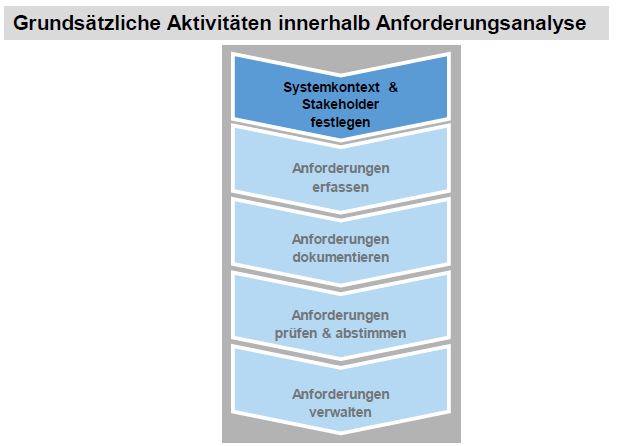 Grundsätzliche Aktivitäten innerhalb Anforderungsanalyse
Systemkontext &
Stakeholder
festlegen
Anforderungen
erfassen
Anforderungen
dokumentieren
Anforderungen
prüfen & abstimmen
Anforderungen
verwalten